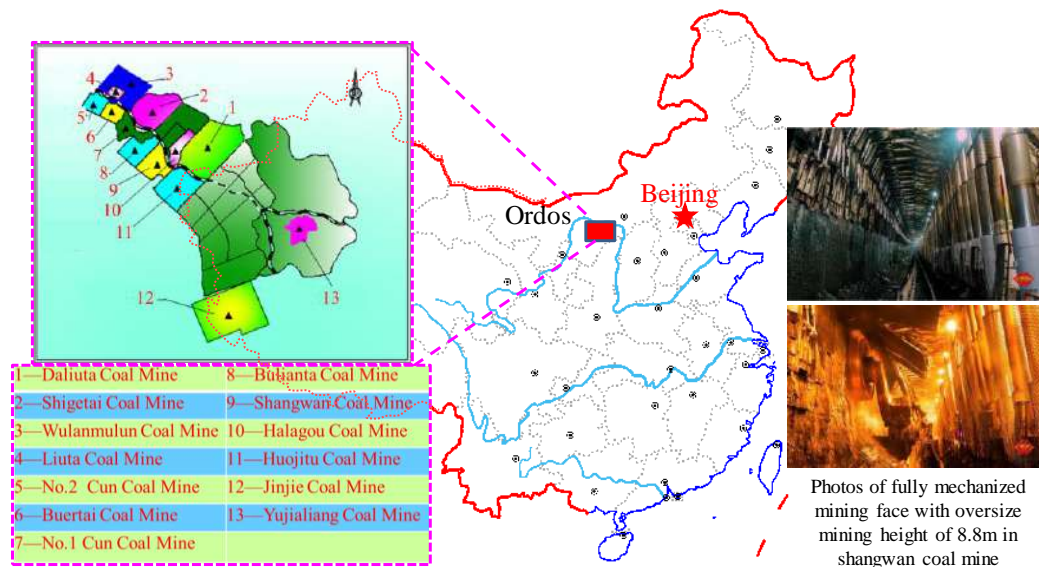 4
3
2
1
5
6
7
8
9
10
11
12
13
Ordos
Beijing
1—Daliuta Coal Mine
8—Bulianta Coal Mine
2—Shigetai Coal Mine
9—Shangwan Coal Mine
3—Wulanmulun Coal Mine
10—Halagou Coal Mine
4—Liuta Coal Mine
11—Huojitu Coal Mine
5—No.2 Cun Coal Mine
12—Jinjie Coal Mine
6—Buertai Coal Mine
13—Yujialiang Coal Mine
7—No.1 Cun Coal Mine
Photos of fully mechanized
mining face with oversize
mining height of 8.8m in
shangwan coal mine